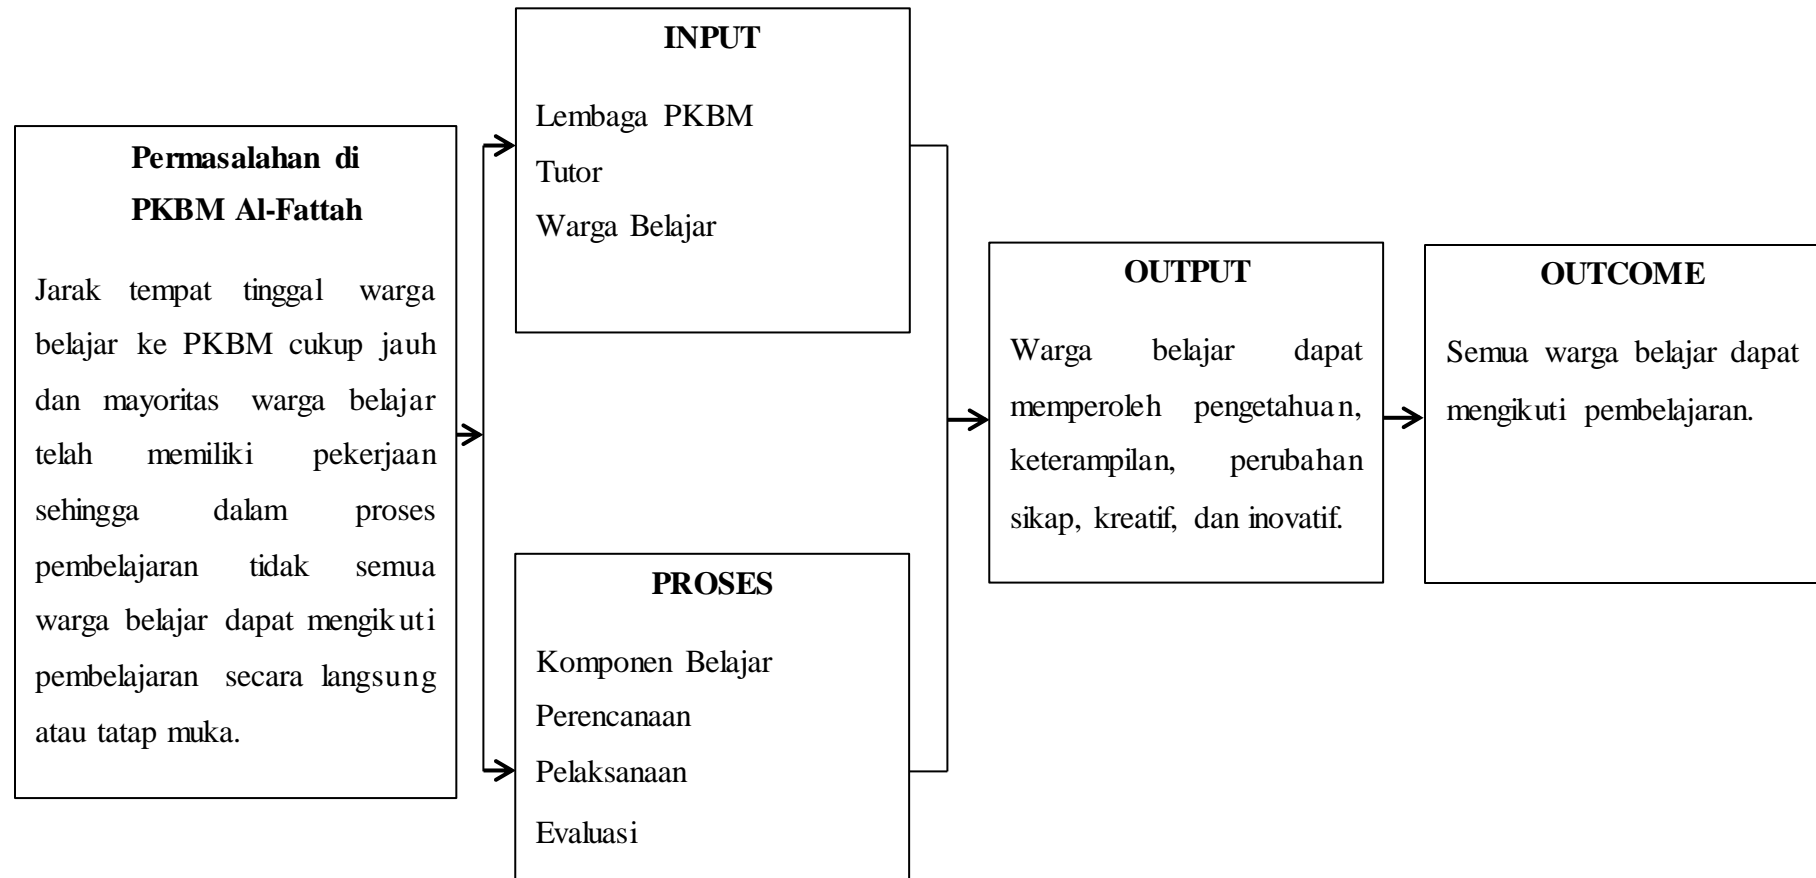 Permasalahan di
PKBM Al-Fattah
Jarak tempat tinggal warga
belajar ke PKBM cukup jauh
dan mayoritas warga belajar
telah memiliki pekerjaan
sehingga dalam proses
pembelajaran tidak semua
warga belajar dapat mengikuti
pembelajaran secara langsung
atau tatap muka.
INPUT
Lembaga PKBM
Tutor
Warga Belajar
PROSES
Komponen Belajar
Perencanaan
Pelaksanaan
Evaluasi
OUTPUT
Warga belajar dapat
memperoleh pengetahuan,
keterampilan, perubahan
sikap, kreatif, dan inovatif.
OUTCOME
Semua warga belajar dapat
mengikuti pembelajaran.